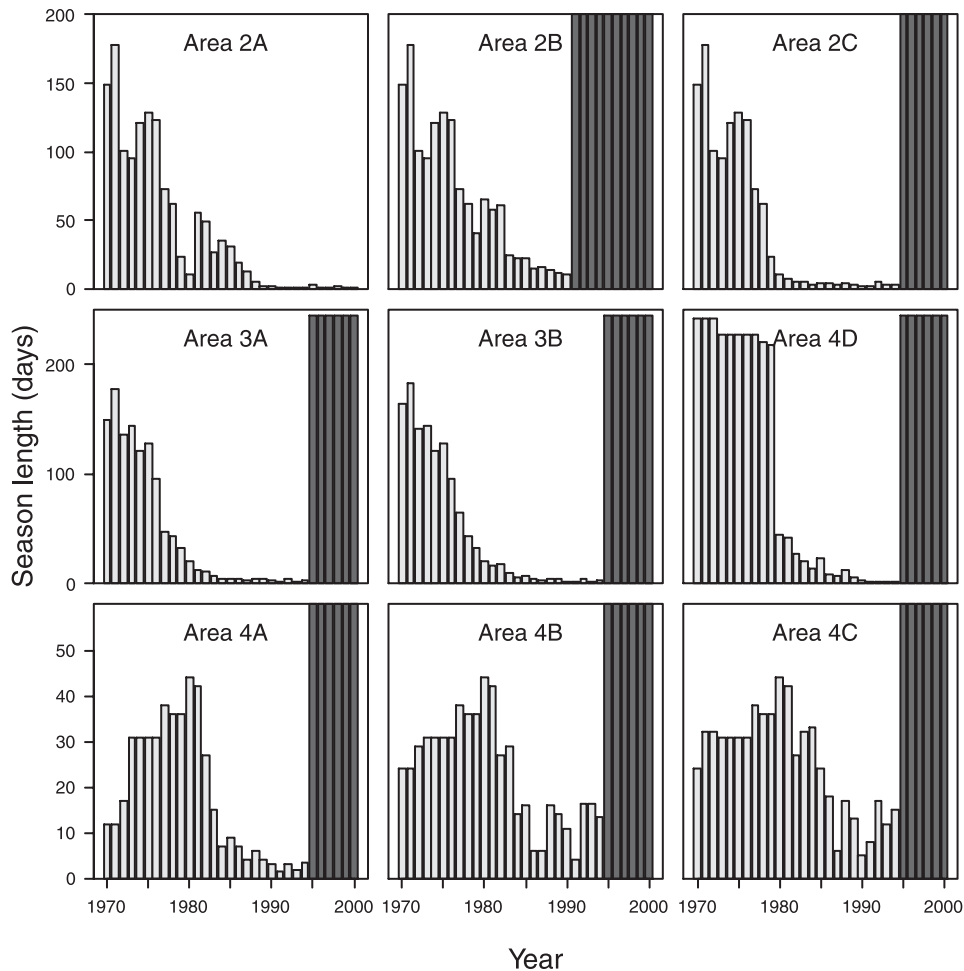 200
150
100
50
0
Area 2A
Area 2B
Area 2C
Season length (days)
200
100
0
Area 3A
Area 3B
Area 4D
50
40
30
20
10
0
Area 4A
Area 4B
Area 4C
1970 1980 1990 2000 1970 1980 1990 2000 1970 1980 1990 2000
Year